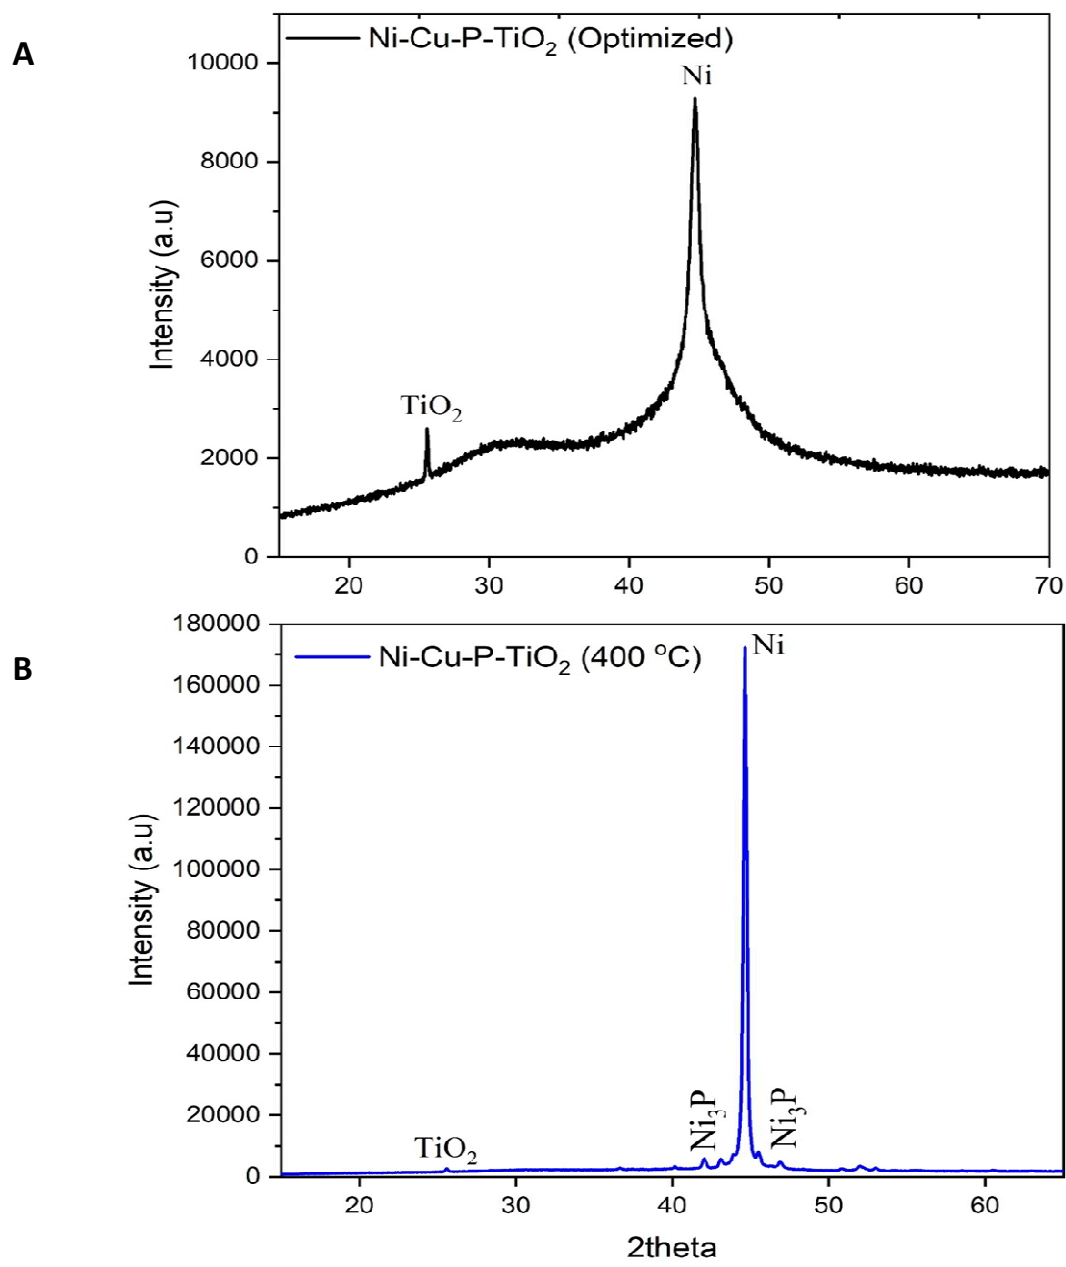 A
Ni-Cu-P-TiO₂ (Optimized)
Ni
TiO₂
Intensity (a.u)
10000
8000
6000
4000
2000
0
20 30 40 50 60 70
B
Ni-Cu-P-TiO₂ (400 °C)
Ni
Ni₃P
Ni₃P
TiO₂
Intensity (a.u)
180000
160000
140000
120000
100000
80000
60000
40000
20000
0
20 30 40 50 60
2theta